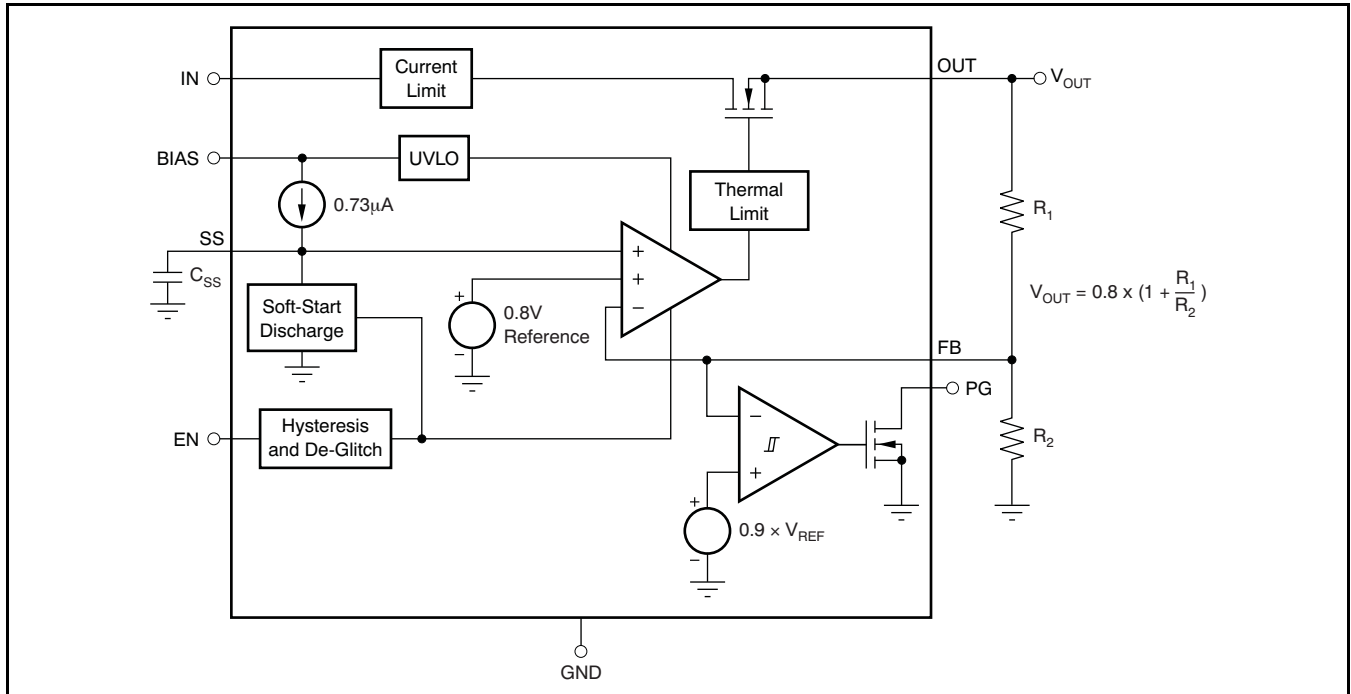 IN
Current
Limit
OUT
V_OUT
BIAS
UVLO
0.73µA
Thermal
Limit
R_1
SS
C_SS
+
+
−
Soft-Start
Discharge
+
0.8V
Reference
−
V_OUT = 0.8 x (1 + R_1/R_2)
FB
PG
EN
Hysteresis
and De-Glitch
−
+
R_2
+
0.9 × V_REF
−
GND